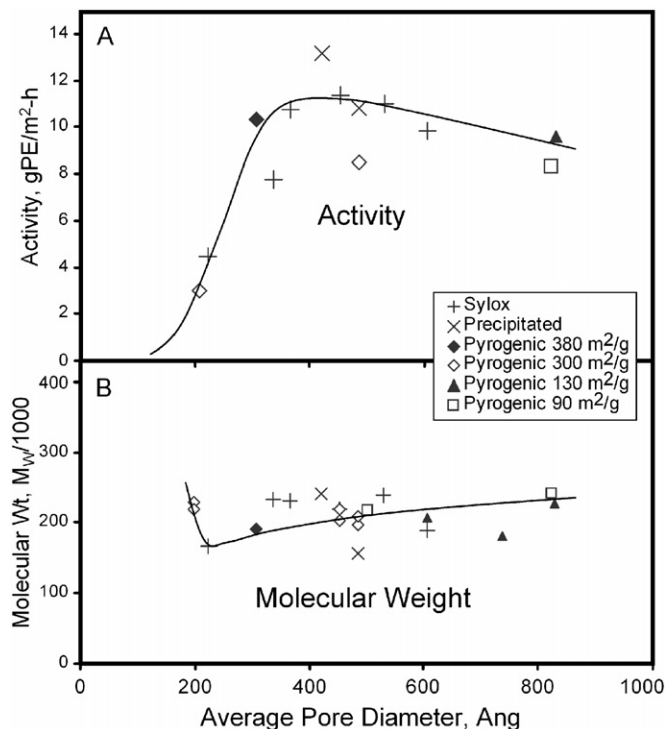 A
14
12
10
8
6
4
2
0
Activity, gPE/m²-h
Activity
+ Sylox
× Precipitated
◆ Pyrogenic 380 m²/g
◇ Pyrogenic 300 m²/g
▲ Pyrogenic 130 m²/g
□ Pyrogenic 90 m²/g
B
400
300
200
100
0
Molecular Wt, M_W/1000
Molecular Weight
0 200 400 600 800 1000
Average Pore Diameter, Ang